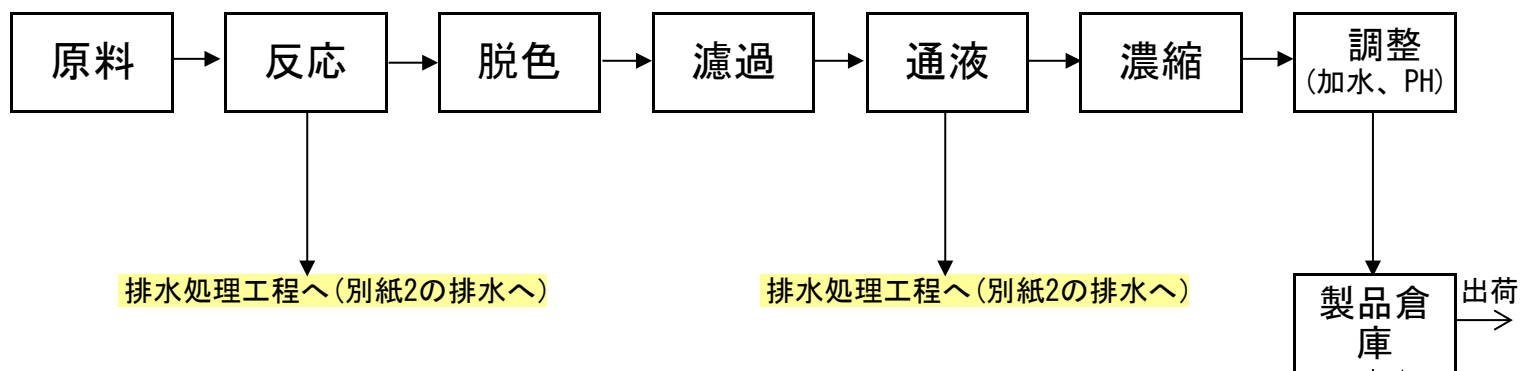 原料
反応
脱色
濾過
通液
濃縮
調整
(加水、PH)
排水処理工程へ(別紙2の排水へ)
排水処理工程へ(別紙2の排水へ)
製品倉
庫
出荷